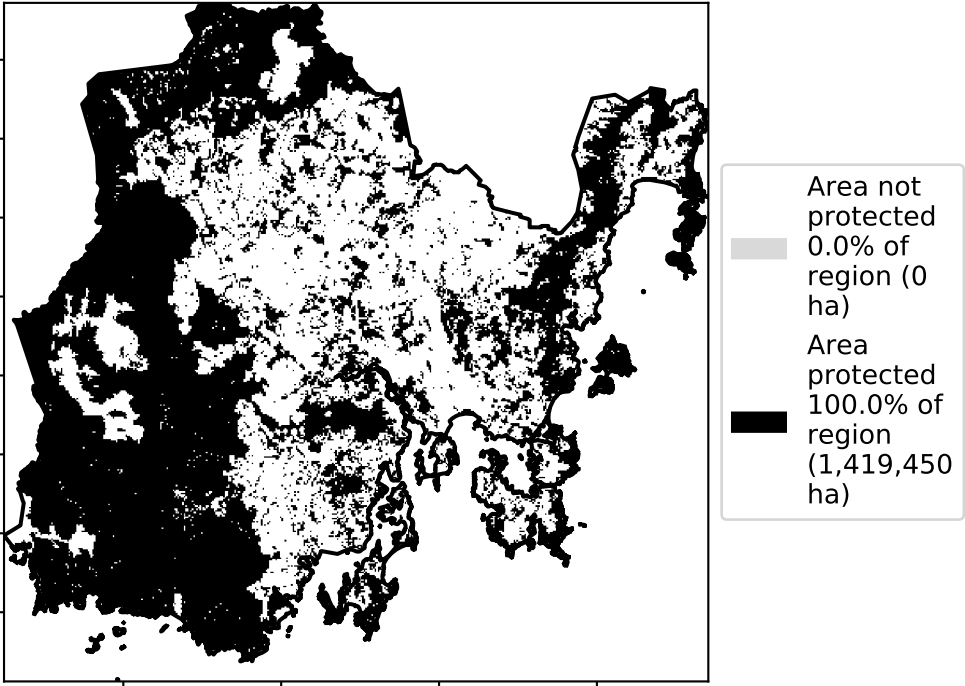 Area not
protected
0.0% of
region (0
ha)
Area
protected
100.0% of
region
(1,419,450
ha)